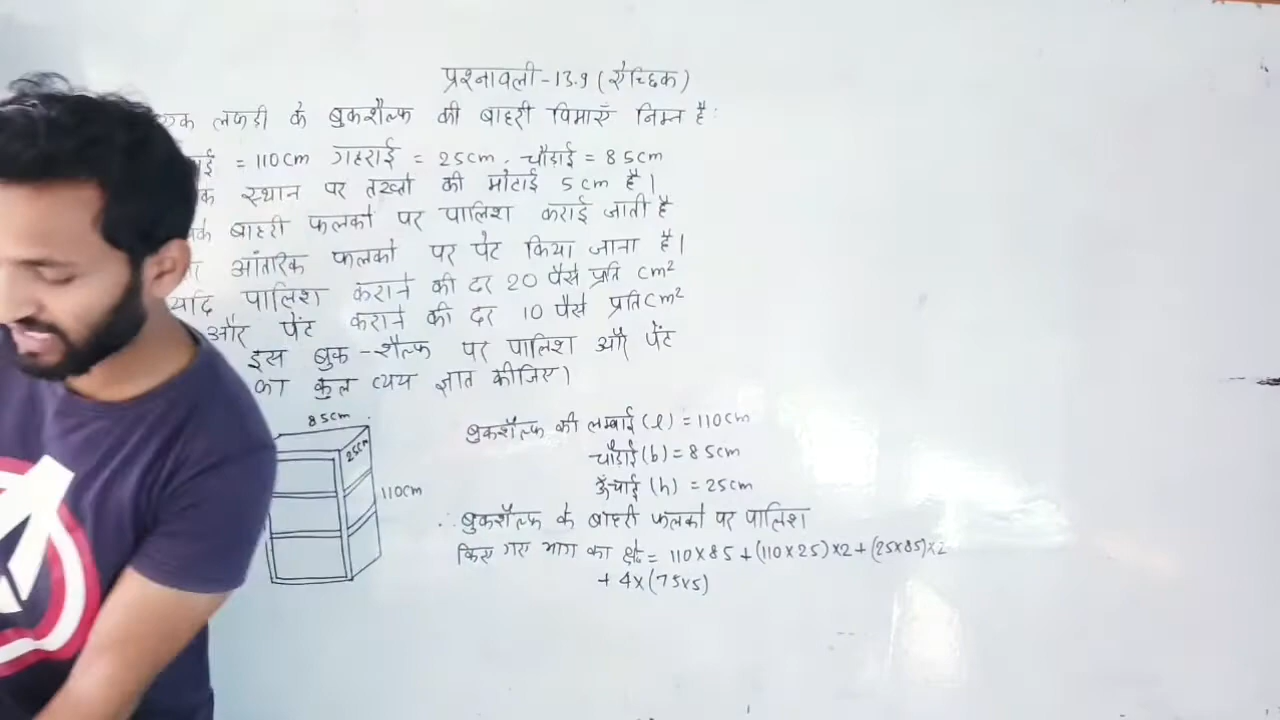 प्रश्नावली-13.9 (ऐच्छिक)
एक लकड़ी के बुकशैल्फ की बाहरी विमाएँ निम्न है:
ाई = 110cm गहराई = 25cm, चौड़ाई = 85cm
क स्थान पर तख्तो की मोटाई 5cm है।
के बाहरी फलको पर पालिश कराई जाती है
आंतरिक फलको पर पेंट किया जाना है।
यदि पालिश कराने की दर 20 पैसे प्रति cm²
और पेंट कराने की दर 10 पैसे प्रति cm²
इस बुक-शैल्फ पर पालिश और पेंट
का कुल व्यय ज्ञात कीजिए।
85cm
25cm
110cm
बुकशैल्फ की लम्बाई (l) = 110cm
चौड़ाई (b) = 85cm
ऊँचाई (h) = 25cm
∴ बुकशैल्फ के बाहरी फलको पर पालिश
किए गए भाग का क्षे॰ = 110×85 + (110×25)×2 + (25×85)×2
+ 4×(75×5)